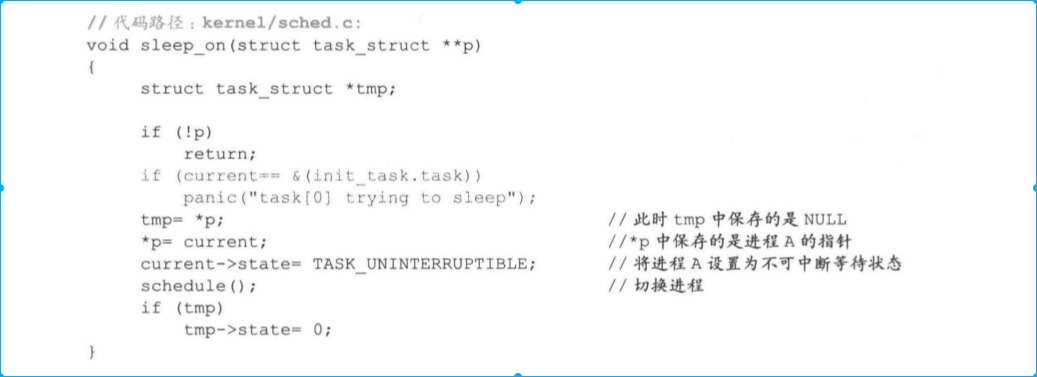 // 代码路径：kernel/sched.c:
void sleep_on(struct task_struct **p)
{
struct task_struct *tmp;
if (!p)
return;
if (current== &(init_task.task))
panic("task[0] trying to sleep");
tmp= *p; // 此时 tmp 中保存的是 NULL
*p= current; //*p 中保存的是进程 A 的指针
current->state= TASK_UNINTERRUPTIBLE; // 将进程 A 设置为不可中断等待状态
schedule(); // 切换进程
if (tmp)
tmp->state= 0;
}